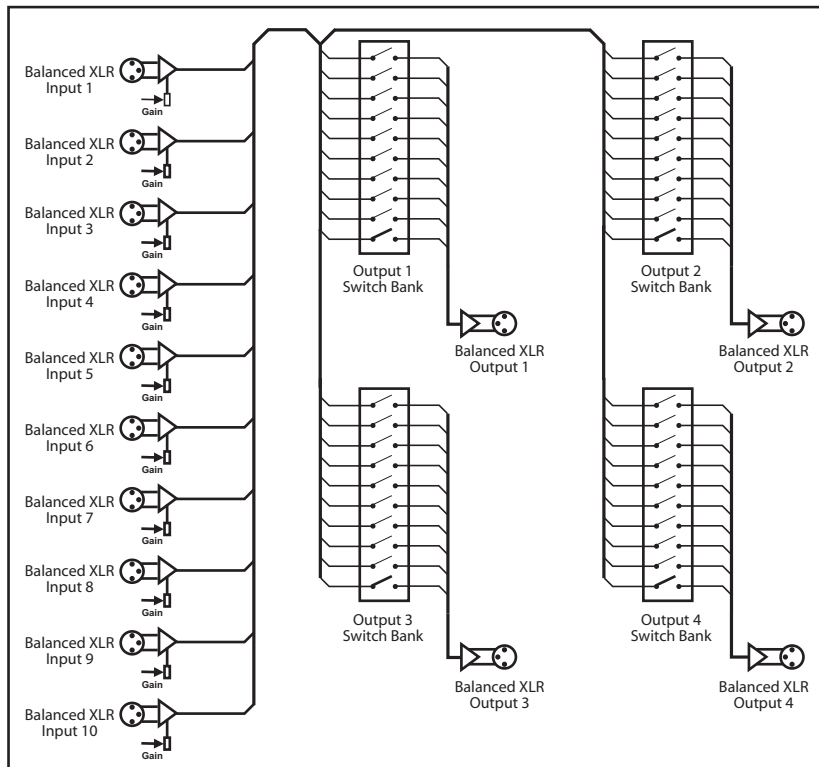 Balanced XLR
Input 1
Gain
Balanced XLR
Input 2
Gain
Balanced XLR
Input 3
Gain
Balanced XLR
Input 4
Gain
Balanced XLR
Input 5
Gain
Balanced XLR
Input 6
Gain
Balanced XLR
Input 7
Gain
Balanced XLR
Input 8
Gain
Balanced XLR
Input 9
Gain
Balanced XLR
Input 10
Gain
Output 1
Switch Bank
Balanced XLR
Output 1
Output 2
Switch Bank
Balanced XLR
Output 2
Output 3
Switch Bank
Balanced XLR
Output 3
Output 4
Switch Bank
Balanced XLR
Output 4